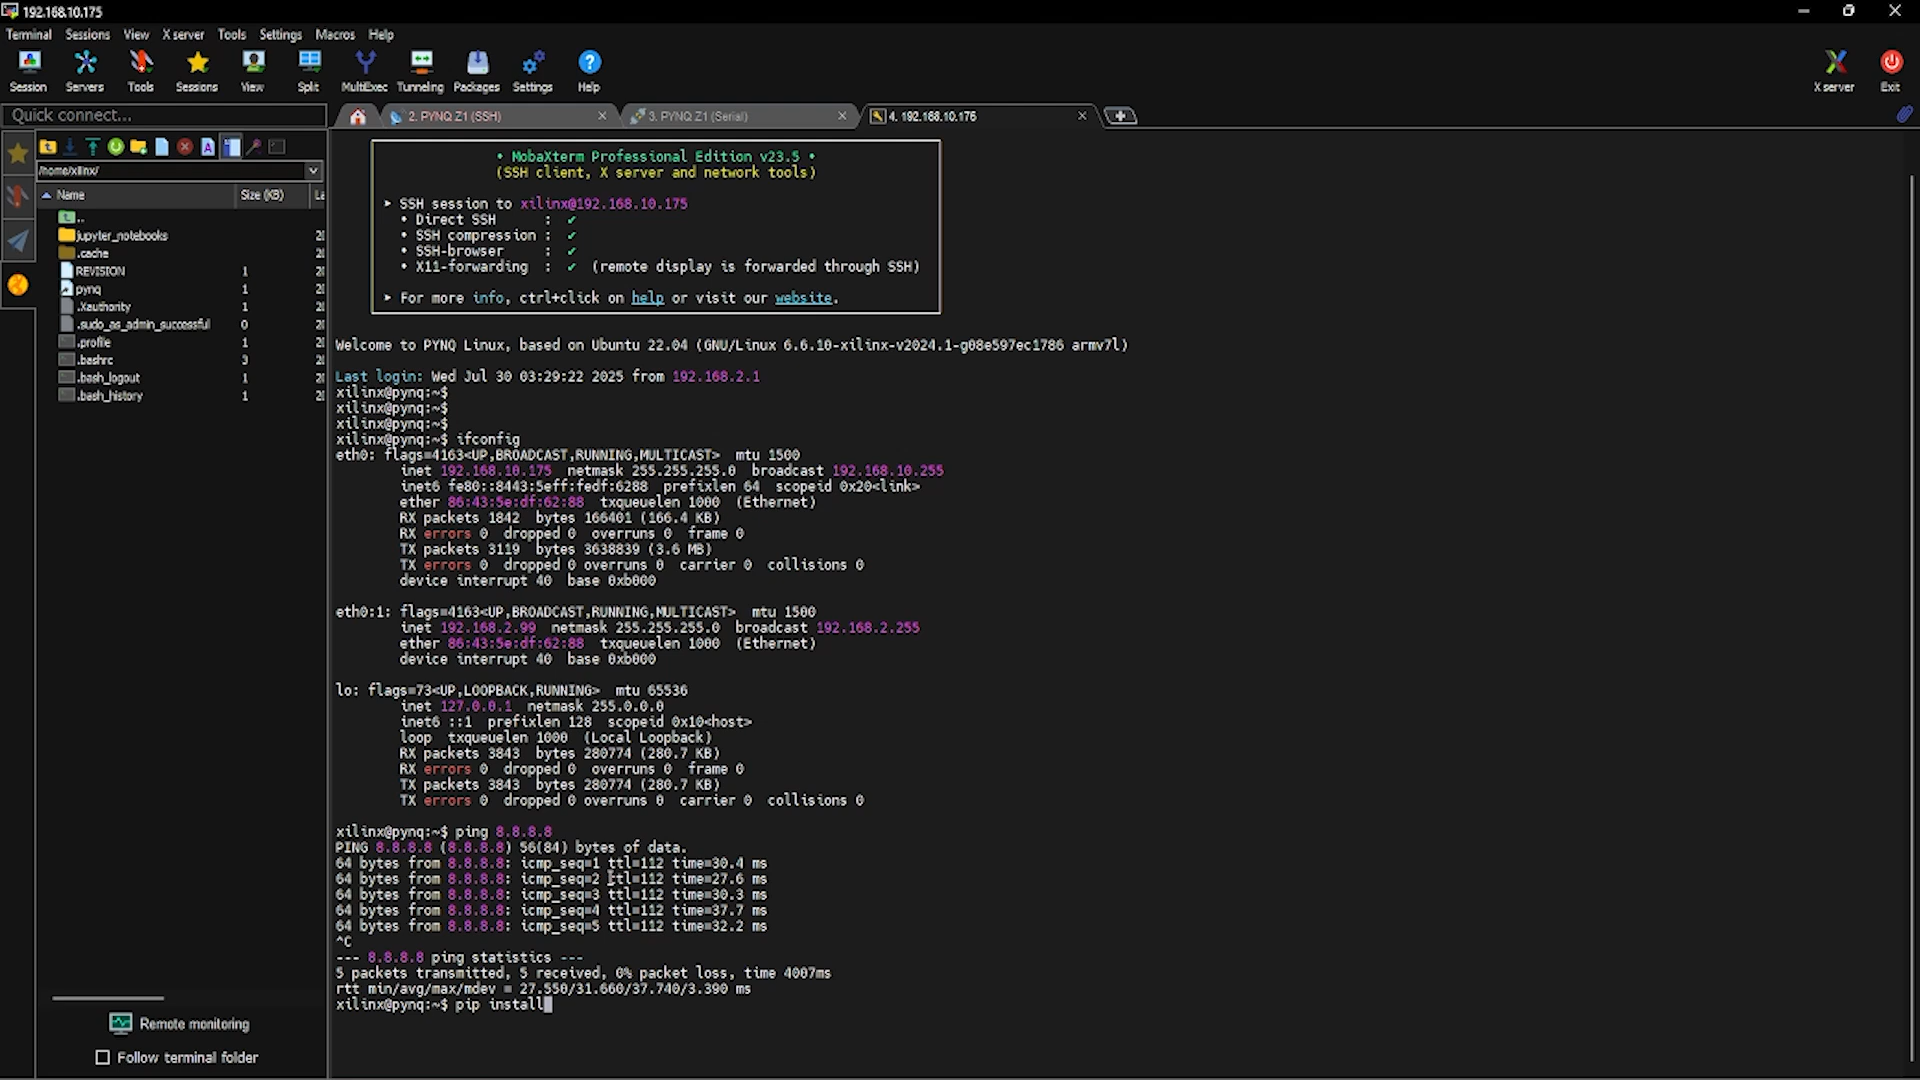 192.168.10.175
Terminal Sessions View X server Tools Settings Macros Help
Session Servers Tools Sessions View Split MultiExec Tunneling Packages Settings Help X server Exit
Quick connect...
2. PYNQ Z1 (SSH)
3. PYNQ Z1 (Serial)
4. 192.168.10.175
/home/xilinx/
Name Size (KB) La
..
jupyter_notebooks 20
.cache 20
REVISION 1 20
pynq 1 20
.Xauthority 1 20
.sudo_as_admin_successful 0 20
.profile 1 20
.bashrc 3 20
.bash_logout 1 20
.bash_history 1 20
Remote monitoring
Follow terminal folder
• MobaXterm Professional Edition v23.5 •
(SSH client, X server and network tools)
► SSH session to xilinx@192.168.10.175
• Direct SSH : ✓
• SSH compression : ✓
• SSH-browser : ✓
• X11-forwarding : ✓ (remote display is forwarded through SSH)
► For more info, ctrl+click on help or visit our website.
Welcome to PYNQ Linux, based on Ubuntu 22.04 (GNU/Linux 6.6.10-xilinx-v2024.1-g08e597ec1786 armv7l)
Last login: Wed Jul 30 03:29:22 2025 from 192.168.2.1
xilinx@pynq:~$
xilinx@pynq:~$
xilinx@pynq:~$
xilinx@pynq:~$ ifconfig
eth0: flags=4163<UP,BROADCAST,RUNNING,MULTICAST> mtu 1500
inet 192.168.10.175 netmask 255.255.255.0 broadcast 192.168.10.255
inet6 fe80::8443:5eff:fedf:6288 prefixlen 64 scopeid 0x20<link>
ether 86:43:5e:df:62:88 txqueuelen 1000 (Ethernet)
RX packets 1842 bytes 166401 (166.4 KB)
RX errors 0 dropped 0 overruns 0 frame 0
TX packets 3119 bytes 3638839 (3.6 MB)
TX errors 0 dropped 0 overruns 0 carrier 0 collisions 0
device interrupt 40 base 0xb000
eth0:1: flags=4163<UP,BROADCAST,RUNNING,MULTICAST> mtu 1500
inet 192.168.2.99 netmask 255.255.255.0 broadcast 192.168.2.255
ether 86:43:5e:df:62:88 txqueuelen 1000 (Ethernet)
device interrupt 40 base 0xb000
lo: flags=73<UP,LOOPBACK,RUNNING> mtu 65536
inet 127.0.0.1 netmask 255.0.0.0
inet6 ::1 prefixlen 128 scopeid 0x10<host>
loop txqueuelen 1000 (Local Loopback)
RX packets 3843 bytes 280774 (280.7 KB)
RX errors 0 dropped 0 overruns 0 frame 0
TX packets 3843 bytes 280774 (280.7 KB)
TX errors 0 dropped 0 overruns 0 carrier 0 collisions 0
xilinx@pynq:~$ ping 8.8.8.8
PING 8.8.8.8 (8.8.8.8) 56(84) bytes of data.
64 bytes from 8.8.8.8: icmp_seq=1 ttl=112 time=30.4 ms
64 bytes from 8.8.8.8: icmp_seq=2 ttl=112 time=27.6 ms
64 bytes from 8.8.8.8: icmp_seq=3 ttl=112 time=30.3 ms
64 bytes from 8.8.8.8: icmp_seq=4 ttl=112 time=37.7 ms
64 bytes from 8.8.8.8: icmp_seq=5 ttl=112 time=32.2 ms
^C
--- 8.8.8.8 ping statistics ---
5 packets transmitted, 5 received, 0% packet loss, time 4007ms
rtt min/avg/max/mdev = 27.550/31.660/37.740/3.390 ms
xilinx@pynq:~$ pip install